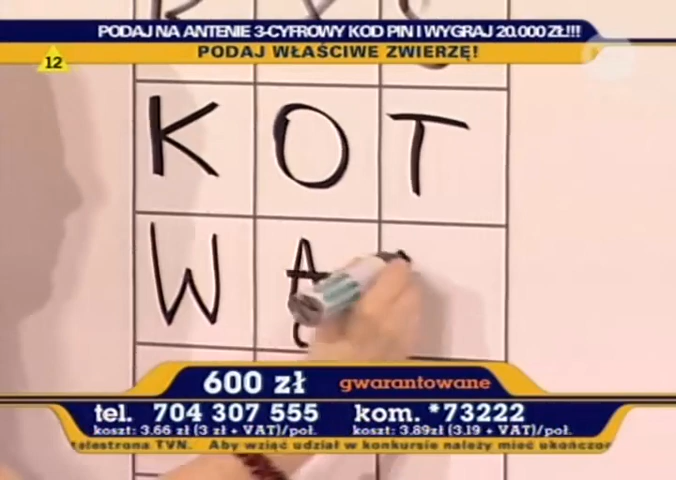 PODAJ NA ANTENIE 3-CYFROWY KOD PIN I WYGRAJ 20.000 ZŁ!!!
PODAJ WŁAŚCIWE ZWIERZĘ!
12
KOT
WĄ
600 zł gwarantowane
tel. 704 307 555 kom. *73222
koszt: 3.66 zł (3 zł + VAT)/poł. koszt: 3.89zł (3.19 + VAT)/poł.
TVN. Aby wziąć udział w konkursie należy mieć